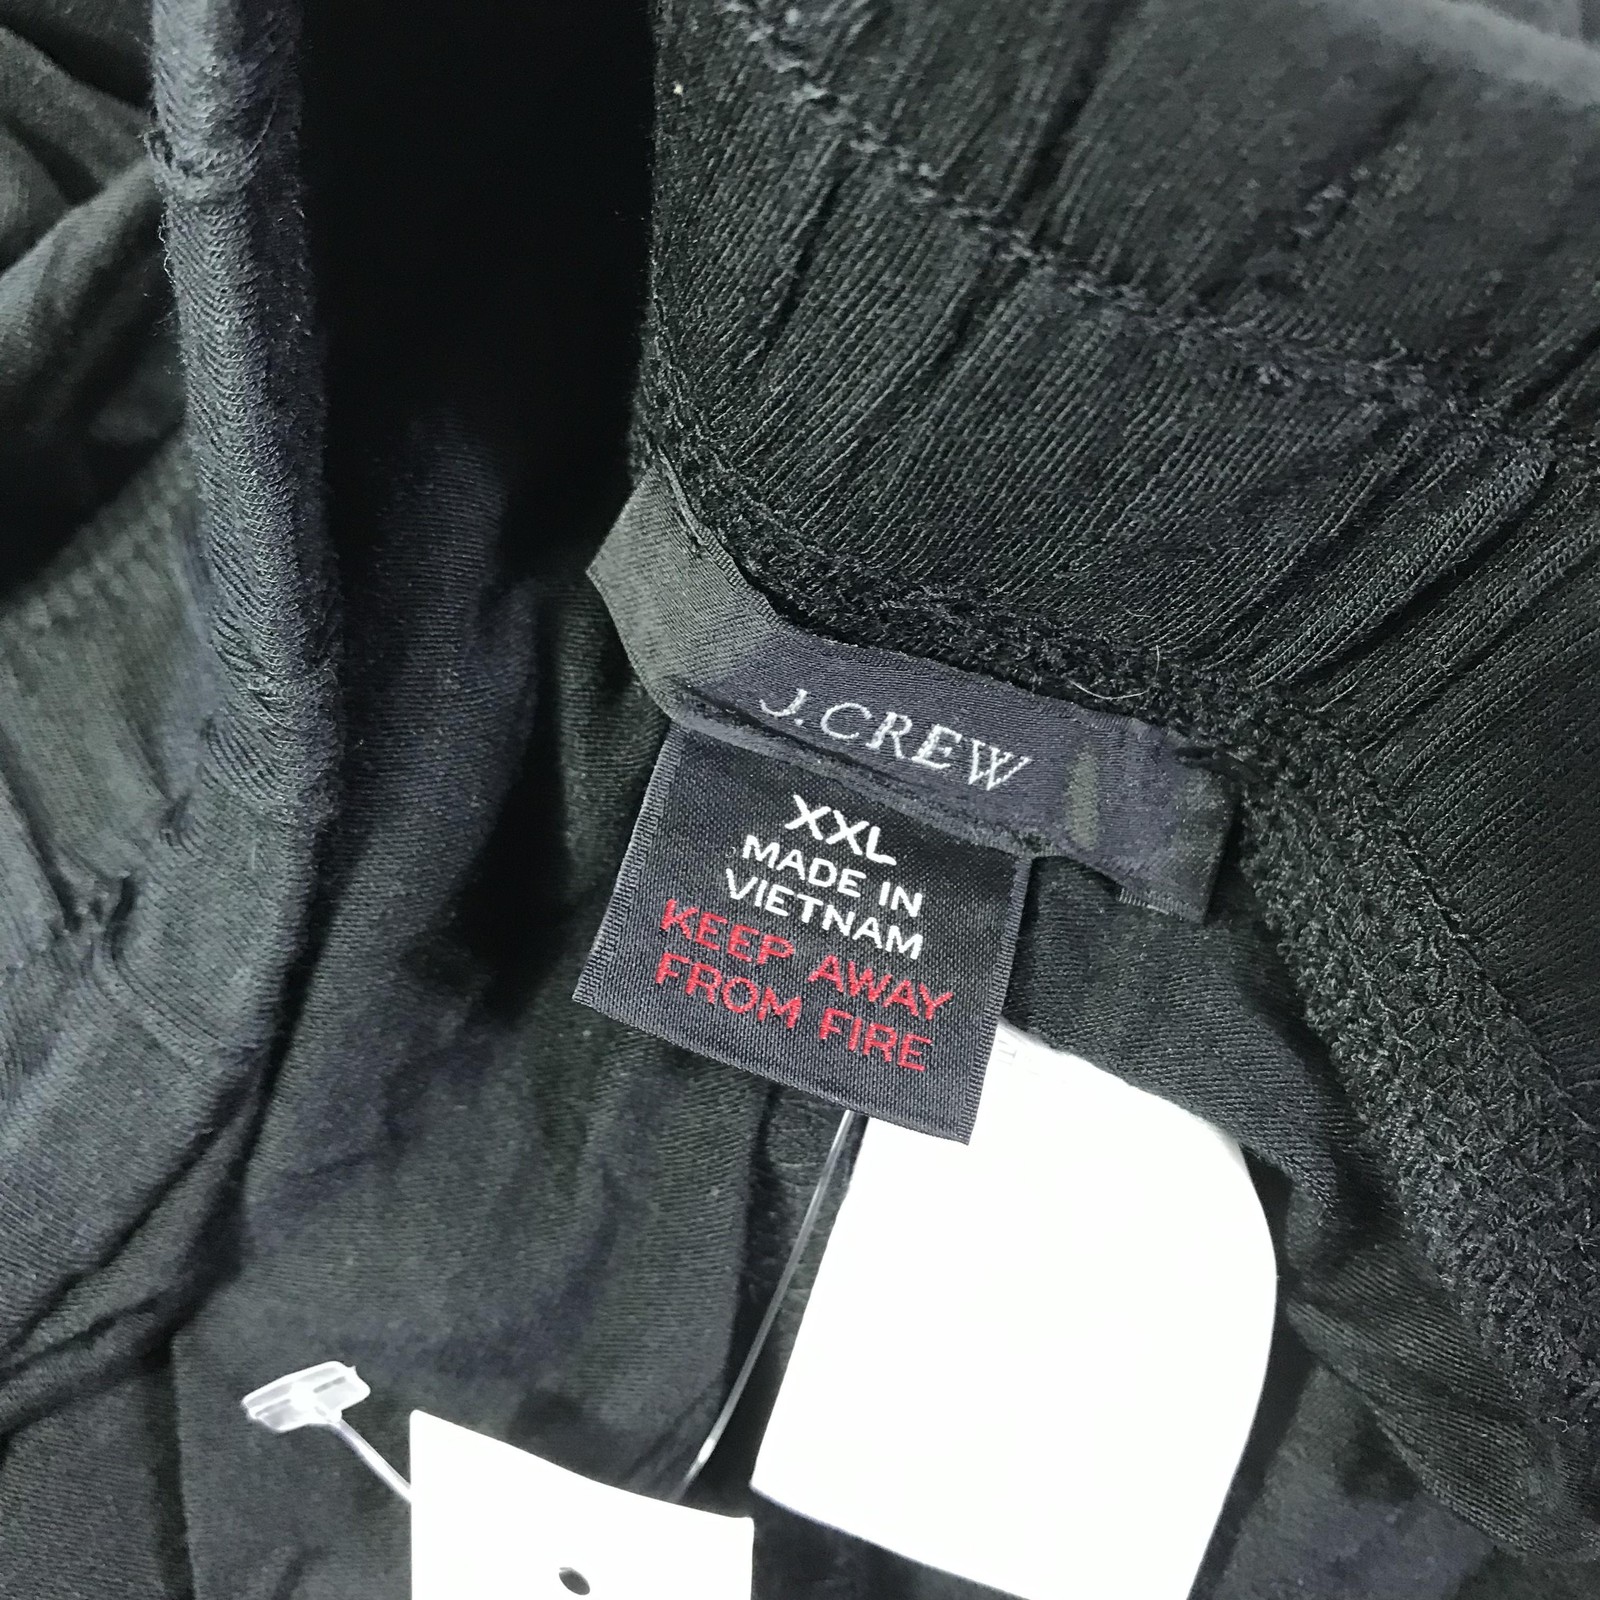 J.CREW
XXL
MADE IN
VIETNAM
KEEP AWAY
FROM FIRE